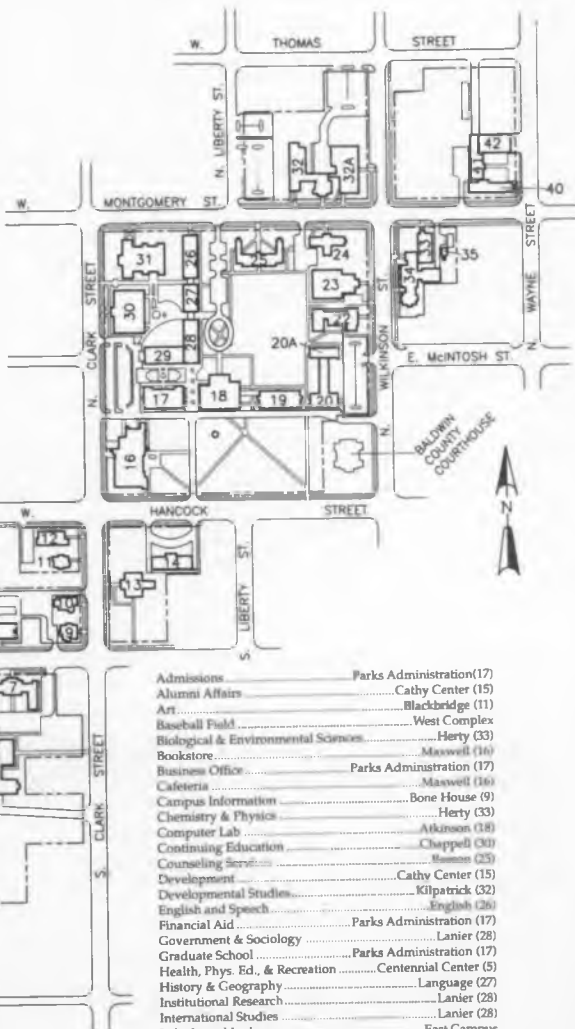 W. THOMAS STREET
N. LIBERTY ST.
32
32A
42
41
40
W. MONTGOMERY ST.
31
26
25
24
33
35
34
N. WAYNE STREET
N. CLARK STREET
30
27
23
22
N. WILKINSON ST.
28
29
20A
E. McINTOSH ST.
17
18
19
20
16
BALDWIN
COUNTY
COURTHOUSE
N
W. HANCOCK STREET
12
11
14
13
S. LIBERTY ST.
9
7
S. CLARK STREET
Admissions Parks Administration(17)
Alumni Affairs Cathy Center (15)
Art Blackbridge (11)
Baseball Field West Complex
Biological & Environmental Sciences Herty (33)
Bookstore Maxwell (16)
Business Office Parks Administration (17)
Cafeteria Maxwell (16)
Campus Information Bone House (9)
Chemistry & Physics Herty (33)
Computer Lab Atkinson (18)
Continuing Education Chappell (30)
Counseling Services (25)
Development Cathy Center (15)
Developmental Studies Kilpatrick (32)
English and Speech English (26)
Financial Aid Parks Administration (17)
Government & Sociology Lanier (28)
Graduate School Parks Administration (17)
Health, Phys. Ed., & Recreation Centennial Center (5)
History & Geography Language (27)
Institutional Research Lanier (28)
International Studies Lanier (28)
East Campus